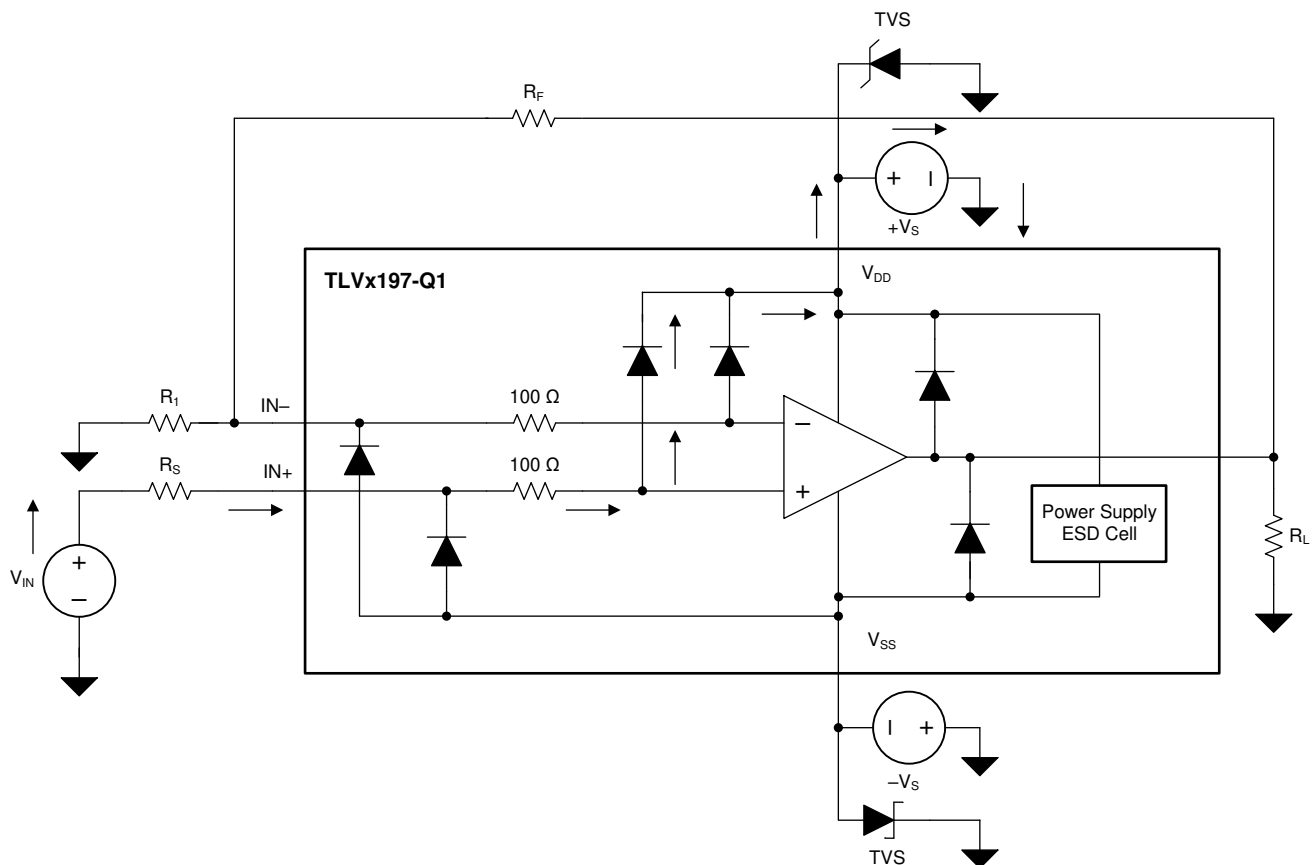 TVS
R_F
+ I
+V_S
TLVx197-Q1
V_DD
R_1
IN–
100 Ω
–
R_S
IN+
100 Ω
+
Power Supply
ESD Cell
R_L
V_IN
+
–
V_SS
I +
–V_S
TVS